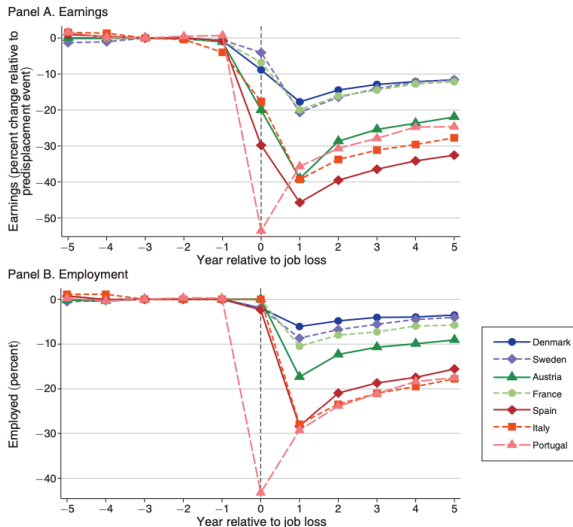 Panel A. Earnings
Earnings (percent change relative to
predisplacement event)
0
−10
−20
−30
−40
−50
−5 −4 −3 −2 −1 0 1 2 3 4 5
Year relative to job loss
Panel B. Employment
Employed (percent)
0
−10
−20
−30
−40
−5 −4 −3 −2 −1 0 1 2 3 4 5
Year relative to job loss
Denmark
Sweden
Austria
France
Spain
Italy
Portugal